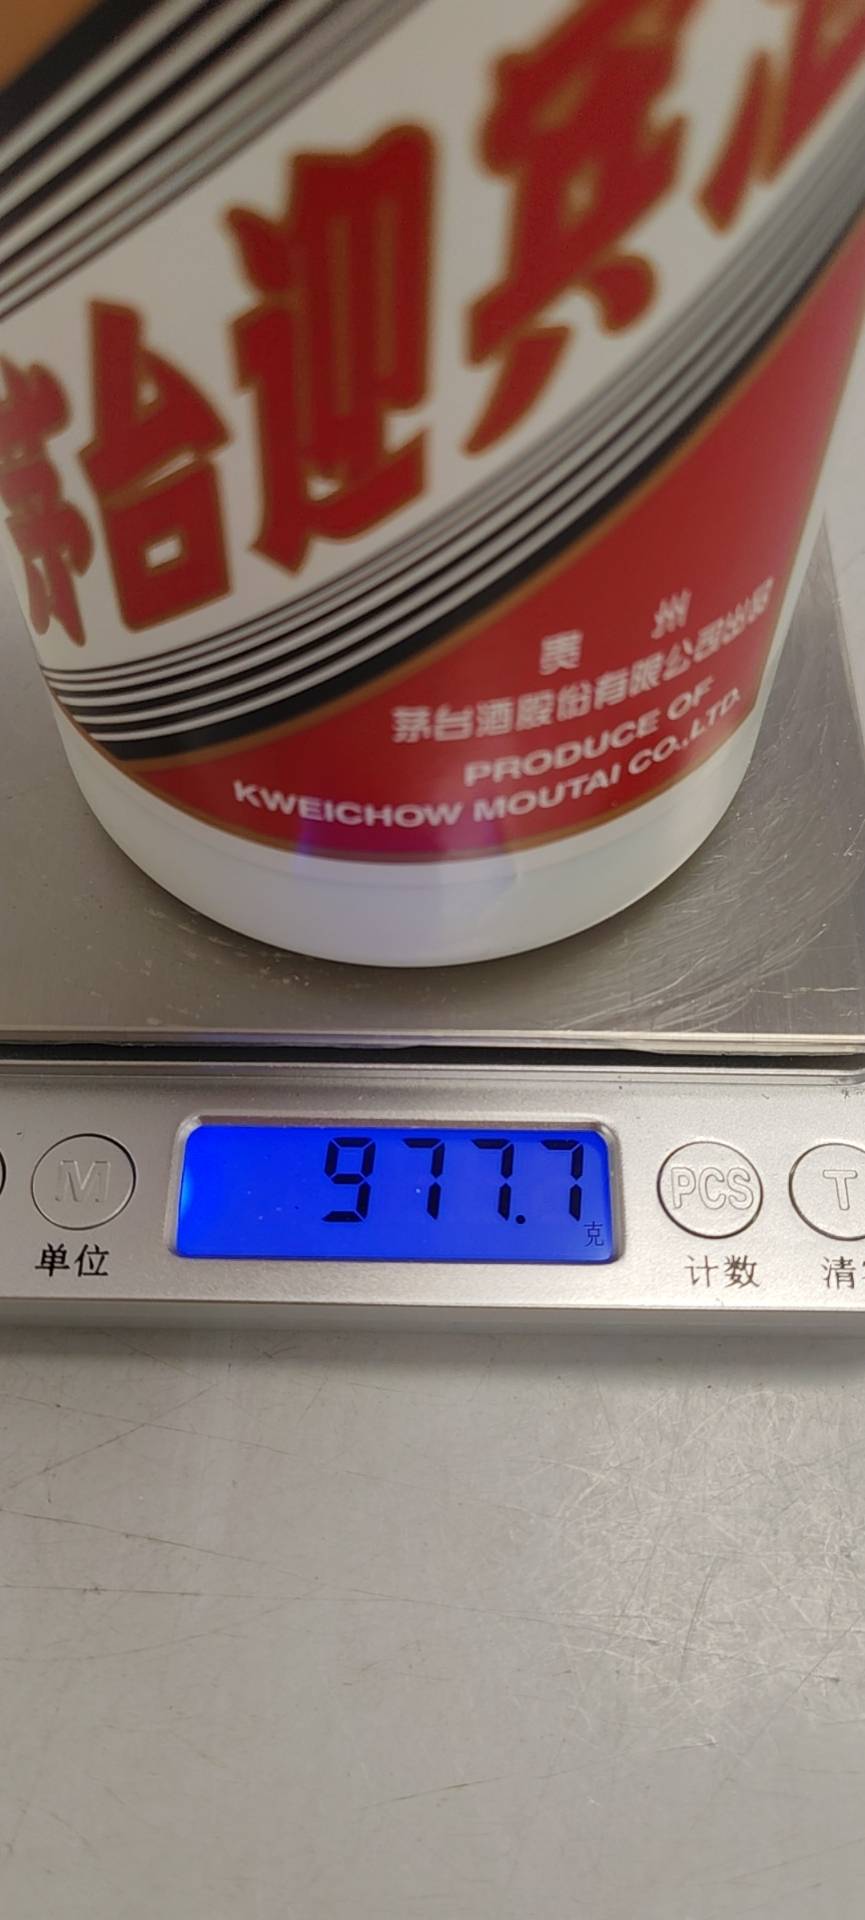 茅台迎宾酒
贵 州
茅台酒股份有限公司出品
PRODUCE OF
KWEICHOW MOUTAI CO.,LTD.
977.7
克
M
PCS
T
单位
计数
清